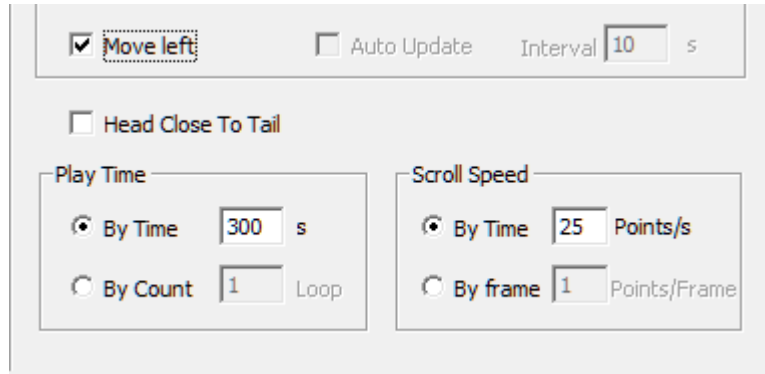 Move left Auto Update Interval 10 s
Head Close To Tail
Play Time
By Time 300 s
By Count 1 Loop
Scroll Speed
By Time 25 Points/s
By frame 1 Points/Frame